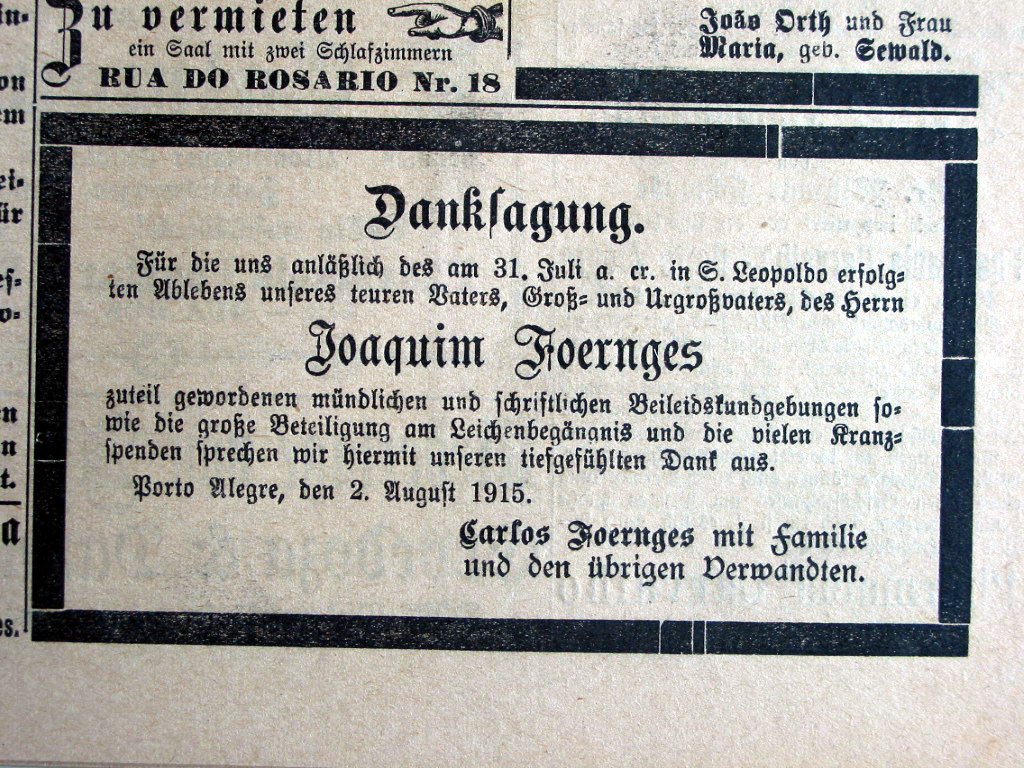 Zu vermieten
ein Saal mit zwei Schlafzimmern
RUA DO ROSARIO Nr. 18
João Orth und Frau
Maria, geb. Sewald.
Dankſagung.
Für die uns anläßlich des am 31. Juli a. cr. in S. Leopoldo erfolg-
ten Ablebens unſeres teuren Vaters, Groß- und Urgroßvaters, des Herrn
Joaquim Foernges
zuteil gewordenen mündlichen und ſchriftlichen Beileidskundgebungen ſo-
wie die große Beteiligung am Leichenbegängnis und die vielen Kranz-
ſpenden ſprechen wir hiermit unſeren tiefgefühlten Dank aus.
Porto Alegre, den 2. Auguſt 1915.
Carlos Foernges mit Familie
und den übrigen Verwandten.